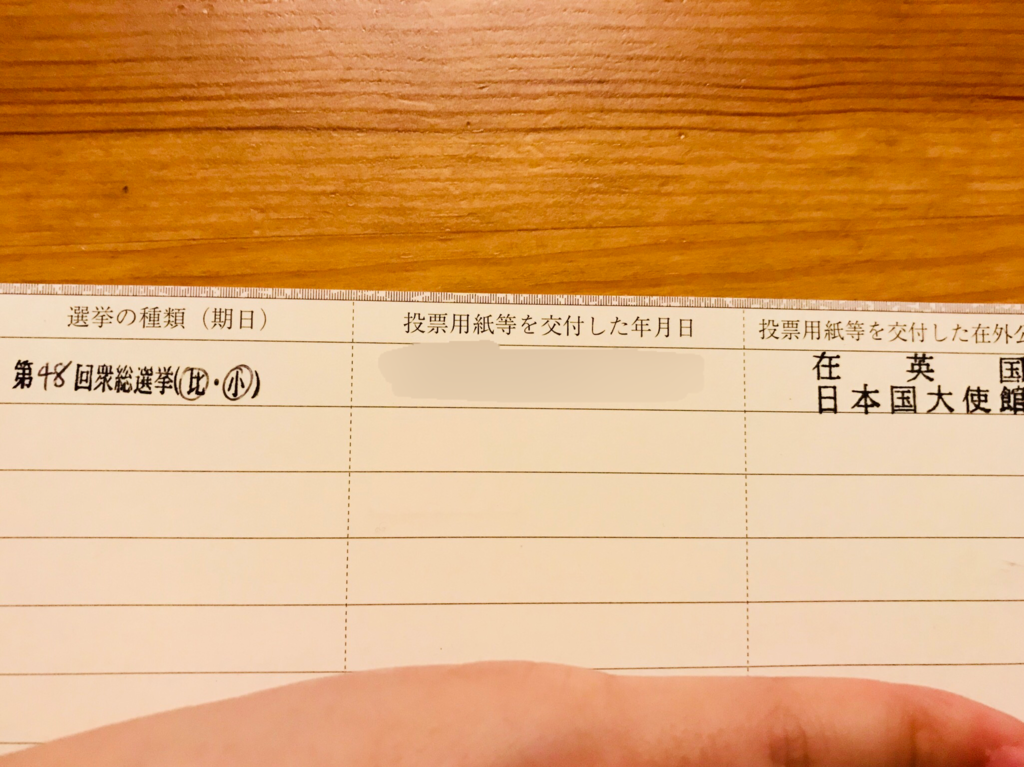 選挙の種類（期日）
投票用紙等を交付した年月日
投票用紙等を交付した在外公
第48回衆総選挙(比・小)
在英国
日本国大使館